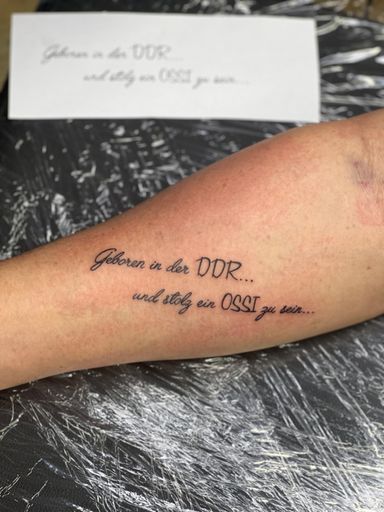 Geboren in der DDR...
und stolz ein OSSI zu sein...
Geboren in der DDR...
und stolz ein OSSI zu sein...